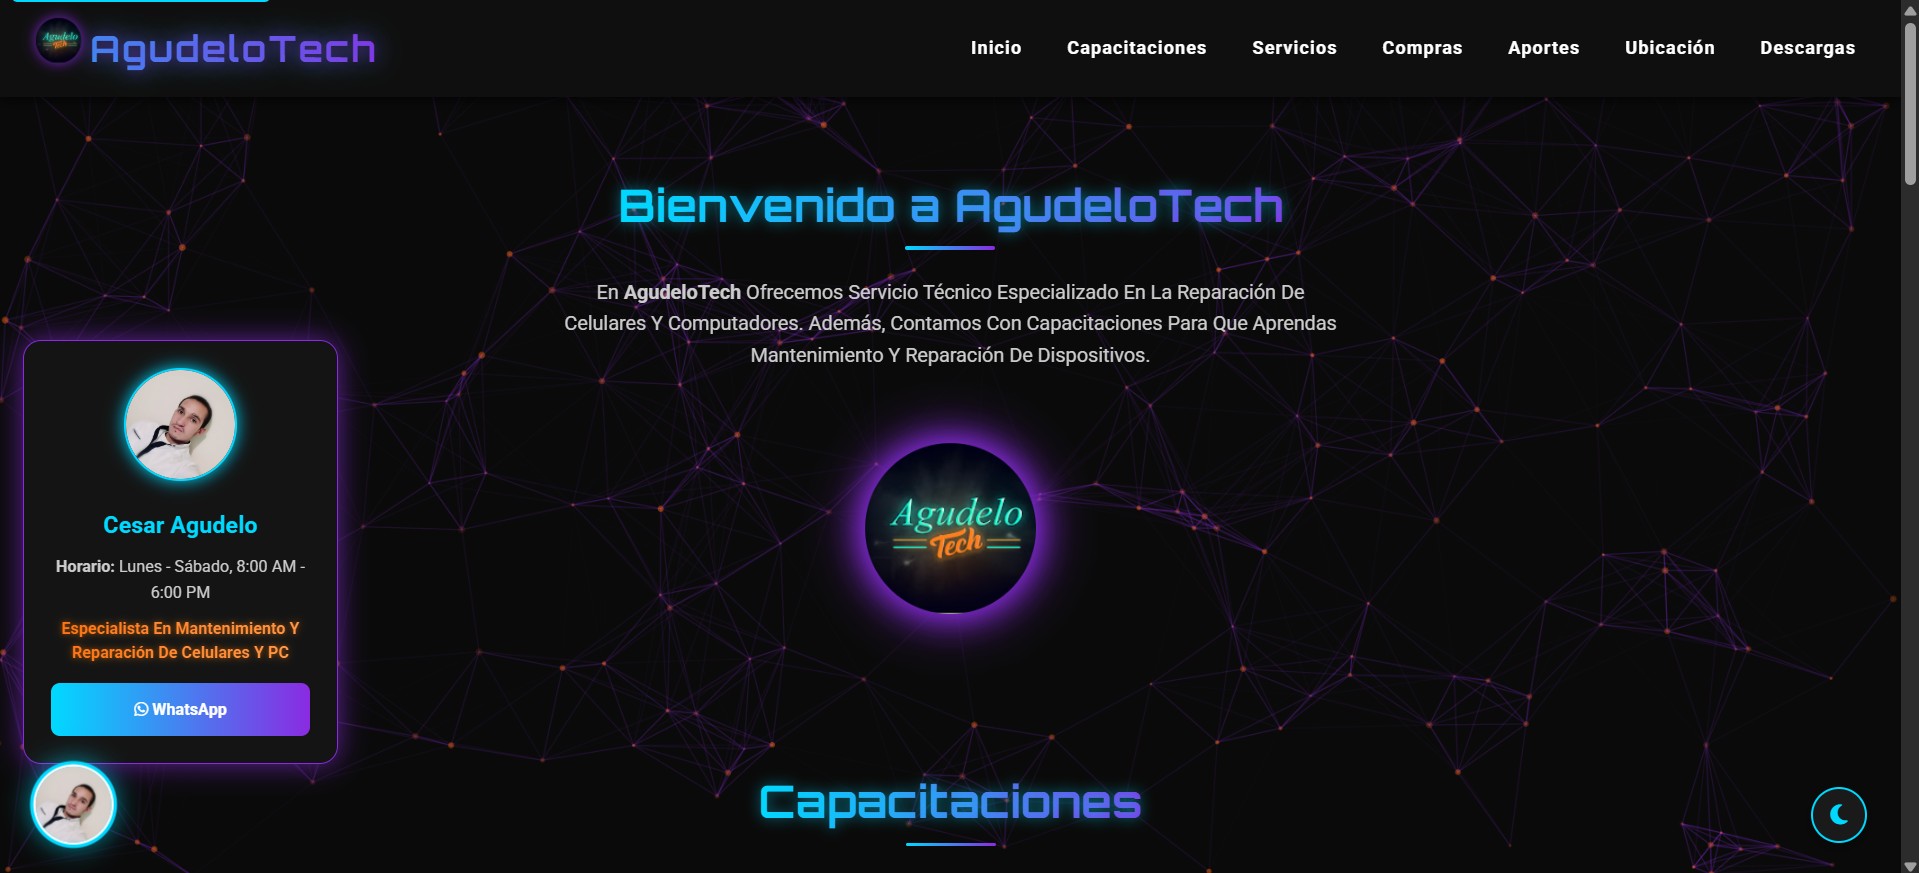 Agudelo
Tech
AgudeloTech
Inicio
Capacitaciones
Servicios
Compras
Aportes
Ubicación
Descargas
Bienvenido a AgudeloTech
En AgudeloTech Ofrecemos Servicio Técnico Especializado En La Reparación De
Celulares Y Computadores. Además, Contamos Con Capacitaciones Para Que Aprendas
Mantenimiento Y Reparación De Dispositivos.
Agudelo
Tech
Cesar Agudelo
Horario: Lunes - Sábado, 8:00 AM -
6:00 PM
Especialista En Mantenimiento Y
Reparación De Celulares Y PC
WhatsApp
Capacitaciones